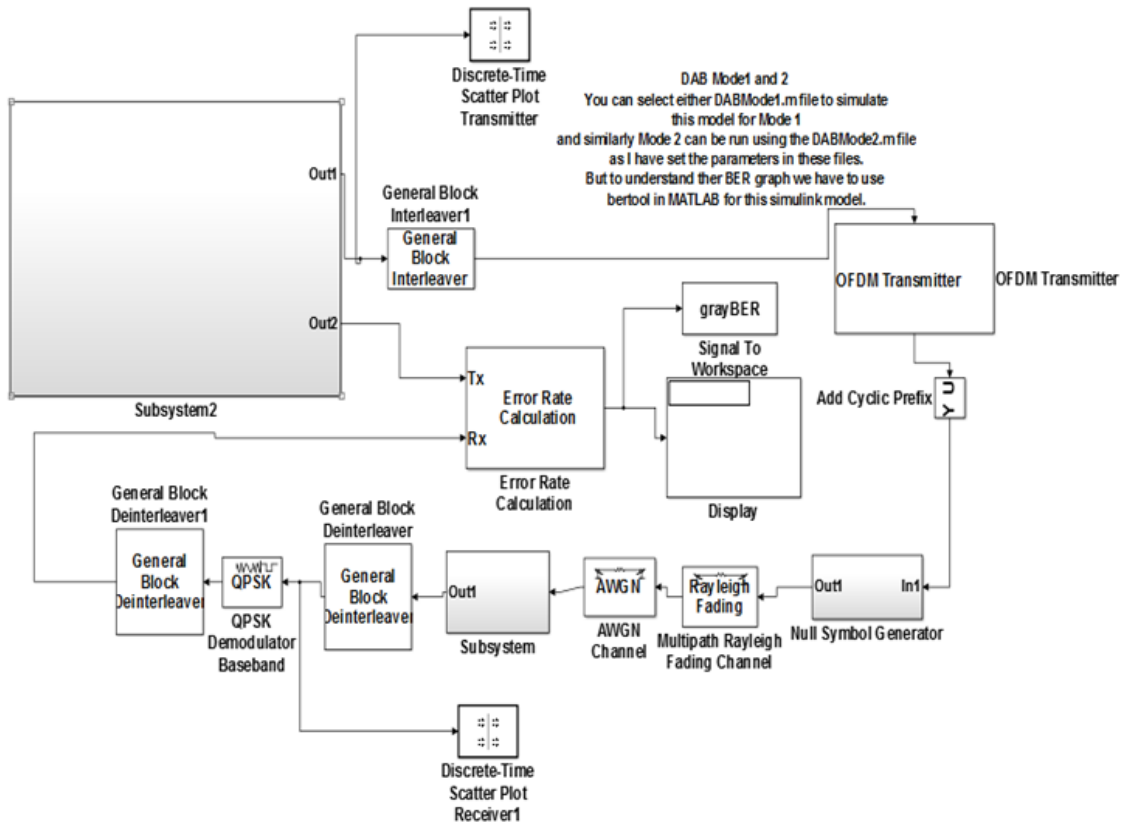 Discrete-Time
Scatter Plot
Transmitter
DAB Mode1 and 2
You can select either DABMode1.m file to simulate
this model for Mode 1
and similarly Mode 2 can be run using the DABMode2.m file
as I have set the parameters in these files.
But to understand ther BER graph we have to use
bertool in MATLAB for this simulink model.
Out1
Out2
Subsystem2
General Block
Interleaver1
General
Block
Interleaver
OFDM Transmitter
OFDM Transmitter
grayBER
Signal To
Workspace
Tx
Rx
Error Rate
Calculation
Error Rate
Calculation
Display
Add Cyclic Prefix
Y U
General Block
Deinterleaver1
General
Block
Deinterleaver
QPSK
QPSK
Demodulator
Baseband
General Block
Deinterleaver
General
Block
Deinterleaver
Out1
Subsystem
AWGN
AWGN
Channel
Rayleigh
Fading
Multipath Rayleigh
Fading Channel
Out1
In1
Null Symbol Generator
Discrete-Time
Scatter Plot
Receiver1